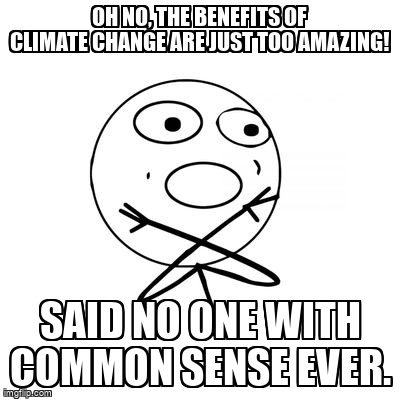 OH NO, THE BENEFITS OF
CLIMATE CHANGE ARE JUST TOO AMAZING!
SAID NO ONE WITH
COMMON SENSE EVER.
imgflip.com